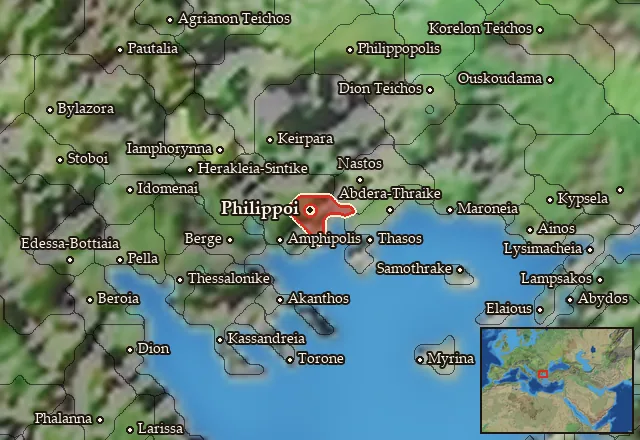 Agrianon Teichos
Korelon Teichos
Pautalia
Philippopolis
Dion Teichos
Ouskoudama
Bylazora
Keirpara
Iamphorynna
Stoboi
Herakleia-Sintike
Nastos
Idomenai
Abdera-Thraike
Kypsela
Philippoi
Maroneia
Ainos
Edessa-Bottiaia
Berge
Amphipolis
Thasos
Lysimacheia
Pella
Samothrake
Thessalonike
Lampsakos
Beroia
Akanthos
Abydos
Elaious
Kassandreia
Dion
Torone
Myrina
Phalanna
Larissa